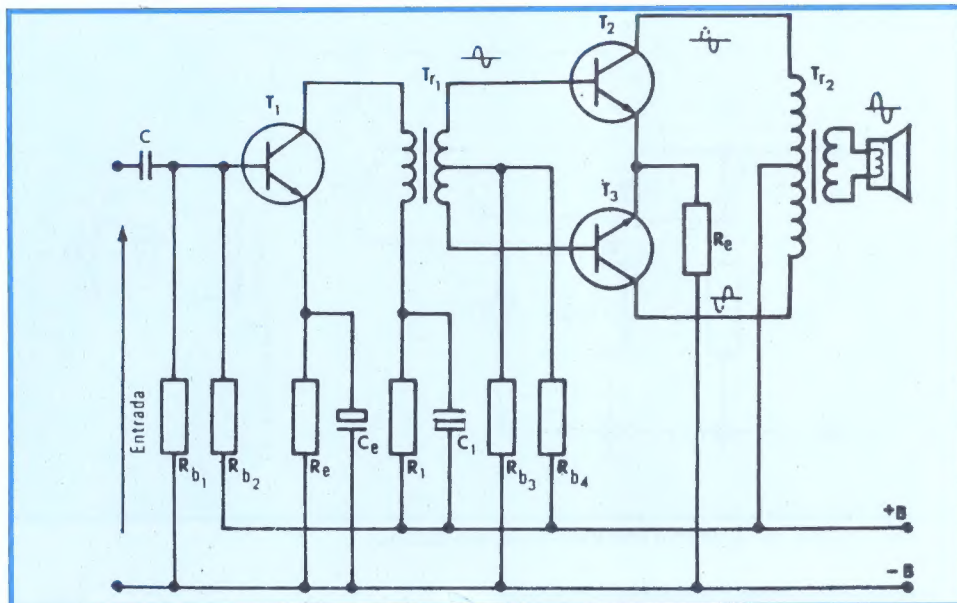 T2
Tr1
Tr2
T1
C
T3
Re
Entrada
Rb1
Rb2
Re
Ce
R1
C1
Rb3
Rb4
+B
-B